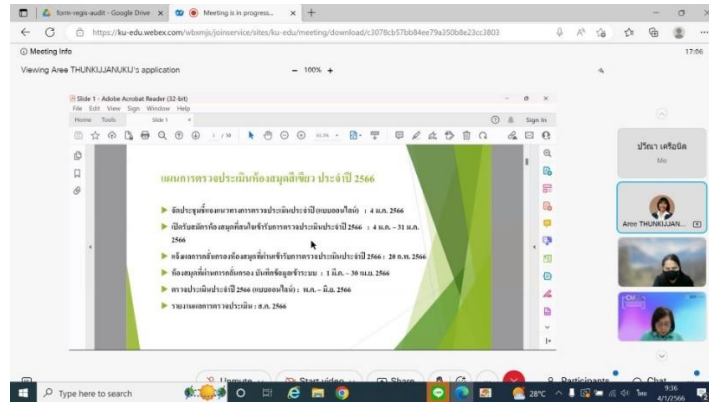 form-regis-audit - Google Drive
Meeting is in progress...
https://ku-edu.webex.com/wbxmjs/joinservice/sites/ku-edu/meeting/download/c3078cb57bb84ee79a350b8e23cc3803
Meeting Info
17:06
Viewing Aree THUNKIJJANUKIJ's application
100%
Slide 1 - Adobe Acrobat Reader (32-bit)
File Edit View Sign Window Help
Home Tools Slide 1
Sign In
1 / 50
แผนการตรวจประเมินห้องสมุดสีเขียว ประจำปี 2566
จัดประชุมชี้แจงแนวทางการตรวจประเมินประจำปี (แบบออนไลน์) : 4 ม.ค. 2566
เปิดรับสมัครห้องสมุดที่สนใจเข้ารับการตรวจประเมินประจำปี 2566 : 4 ม.ค. – 31 ม.ค.
2566
แจ้งผลการกลั่นกรองห้องสมุดที่ผ่านเข้ารับการตรวจประเมินประจำปี 2566 : 28 ก.พ. 2566
ห้องสมุดที่ผ่านการกลั่นกรอง บันทึกข้อมูลเข้าระบบ : 1 มี.ค. – 30 เม.ย. 2566
ตรวจประเมินประจำปี 2566 (แบบออนไลน์) : พ.ค. – มิ.ย. 2566
รายงานผลการตรวจประเมิน : ส.ค. 2566
ปวีณา เครือนิล
Me
Aree THUNKIJJAN...
Unmute
Start video
Share
Participants
Chat
Type here to search
28°C
ไทย
9:36
4/1/2566